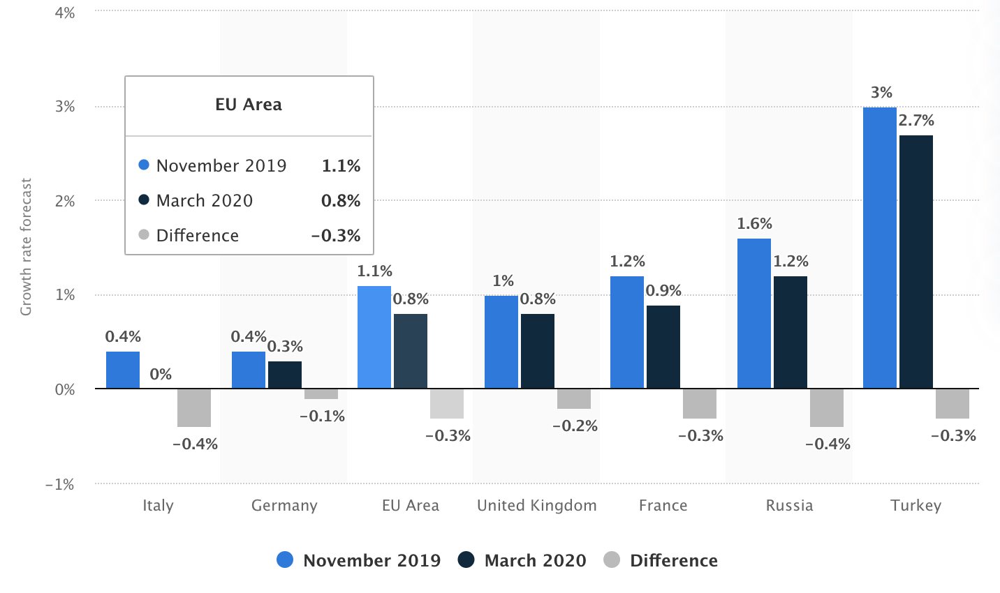 4%
3%
2%
1%
0%
−1%
Growth rate forecast
EU Area
November 2019 1.1%
March 2020 0.8%
Difference −0.3%
0.4% 0% −0.4%
0.4% 0.3% −0.1%
1.1% 0.8% −0.3%
1% 0.8% −0.2%
1.2% 0.9% −0.3%
1.6% 1.2% −0.4%
3% 2.7% −0.3%
Italy Germany EU Area United Kingdom France Russia Turkey
November 2019 March 2020 Difference